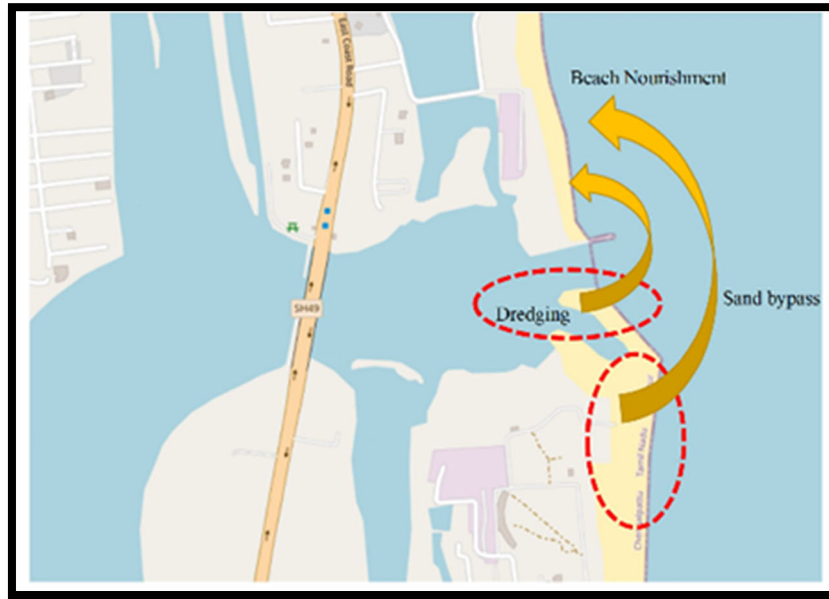 East Coast Road
Beach Nourishment
Sand bypass
Dredging
SH49
Tamil Nadu